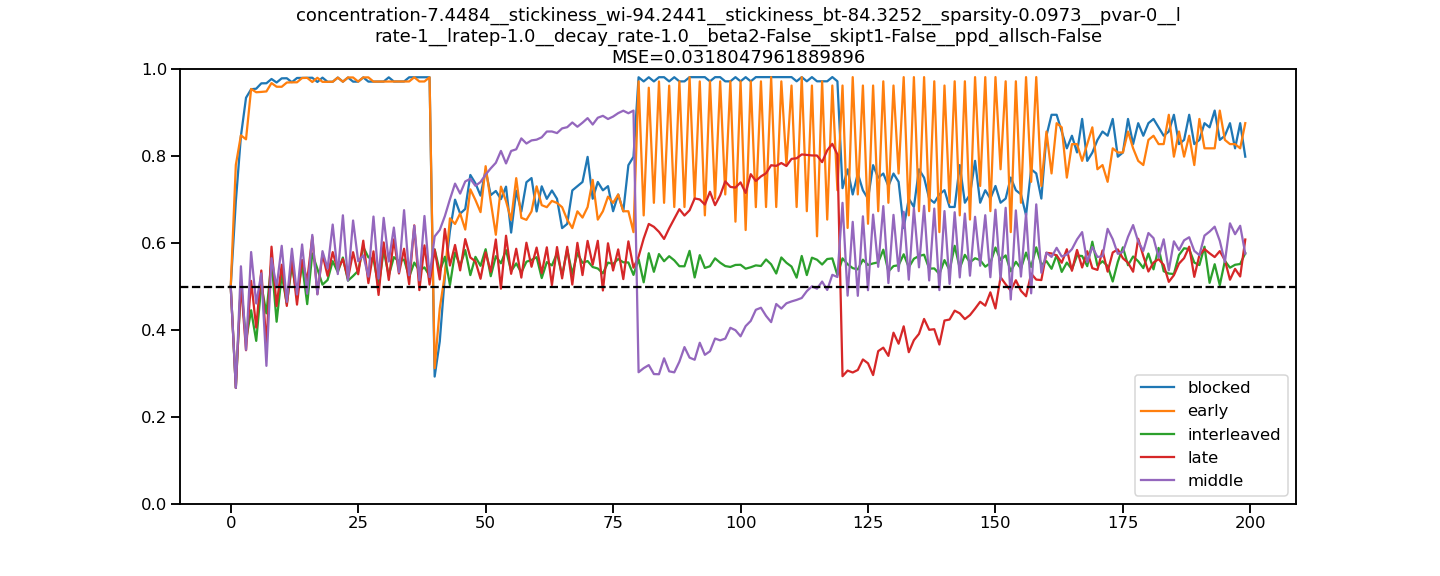 concentration-7.4484__stickiness_wi-94.2441__stickiness_bt-84.3252__sparsity-0.0973__pvar-0__l
rate-1__lratep-1.0__decay_rate-1.0__beta2-False__skipt1-False__ppd_allsch-False
MSE=0.0318047961889896
1.0
0.8
0.6
0.4
0.2
0.0
0 25 50 75 100 125 150 175 200
blocked
early
interleaved
late
middle